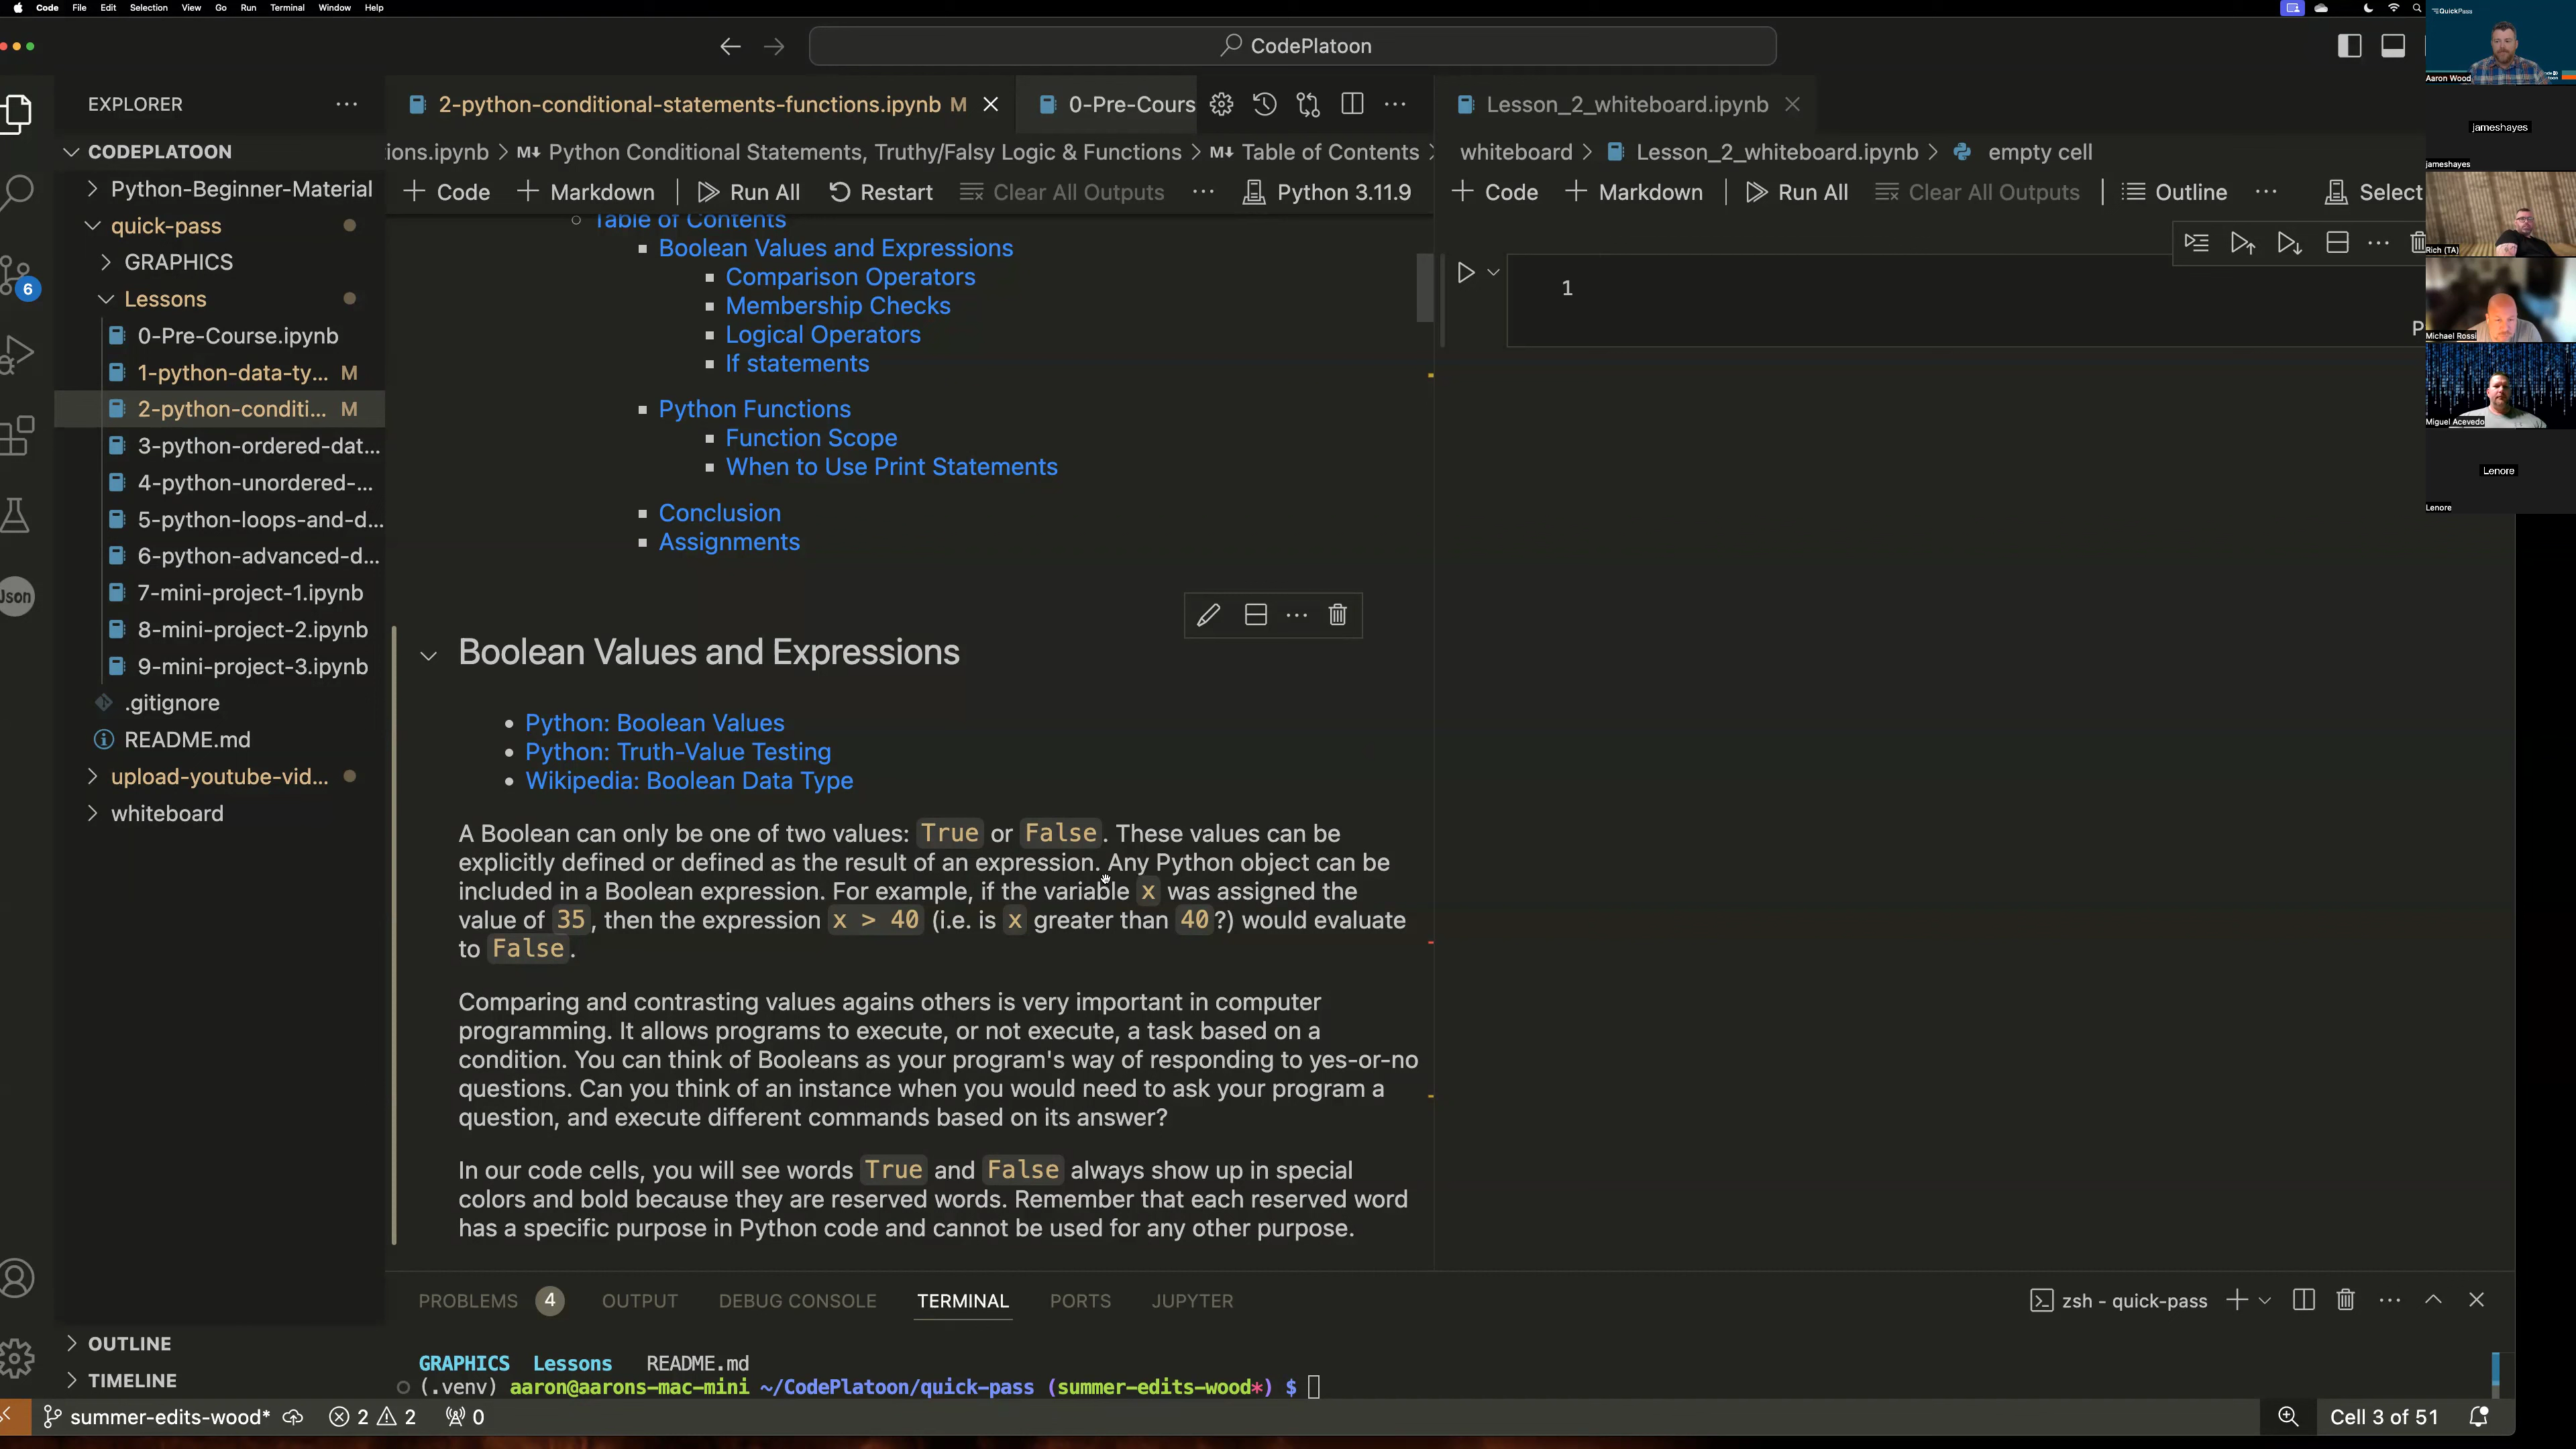 Code File Edit Selection View Go Run Terminal Window Help
CodePlatoon
EXPLORER
CODEPLATOON
Python-Beginner-Material
quick-pass
GRAPHICS
Lessons
0-Pre-Course.ipynb
1-python-data-ty... M
2-python-conditi... M
3-python-ordered-dat...
4-python-unordered-...
5-python-loops-and-d...
6-python-advanced-d...
7-mini-project-1.ipynb
8-mini-project-2.ipynb
9-mini-project-3.ipynb
.gitignore
README.md
upload-youtube-vid...
whiteboard
OUTLINE
TIMELINE
6
Json
2-python-conditional-statements-functions.ipynb M
0-Pre-Cours
ions.ipynb > M↓ Python Conditional Statements, Truthy/Falsy Logic & Functions > M↓ Table of Contents >
+ Code + Markdown Run All Restart Clear All Outputs ... Python 3.11.9
Table of Contents
Boolean Values and Expressions
Comparison Operators
Membership Checks
Logical Operators
If statements
Python Functions
Function Scope
When to Use Print Statements
Conclusion
Assignments
Boolean Values and Expressions
Python: Boolean Values
Python: Truth-Value Testing
Wikipedia: Boolean Data Type
A Boolean can only be one of two values: True or False. These values can be
explicitly defined or defined as the result of an expression. Any Python object can be
included in a Boolean expression. For example, if the variable x was assigned the
value of 35, then the expression x > 40 (i.e. is x greater than 40?) would evaluate
to False.
Comparing and contrasting values agains others is very important in computer
programming. It allows programs to execute, or not execute, a task based on a
condition. You can think of Booleans as your program's way of responding to yes-or-no
questions. Can you think of an instance when you would need to ask your program a
question, and execute different commands based on its answer?
In our code cells, you will see words True and False always show up in special
colors and bold because they are reserved words. Remember that each reserved word
has a specific purpose in Python code and cannot be used for any other purpose.
Lesson_2_whiteboard.ipynb
whiteboard > Lesson_2_whiteboard.ipynb > empty cell
+ Code + Markdown Run All Clear All Outputs Outline ... Select
1
P
QuickPass
Aaron Wood
jameshayes
jameshayes
Rich (TA)
Michael Rossi
Miguel Acevedo
Lenore
Lenore
PROBLEMS 4 OUTPUT DEBUG CONSOLE TERMINAL PORTS JUPYTER
zsh - quick-pass
GRAPHICS Lessons README.md
(.venv) aaron@aarons-mac-mini ~/CodePlatoon/quick-pass (summer-edits-wood*) $
summer-edits-wood* 2 2 0
Cell 3 of 51